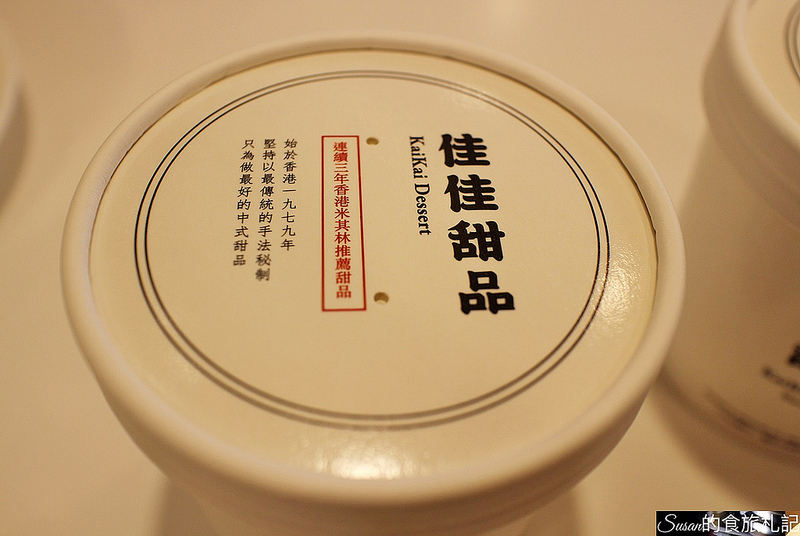 佳佳甜品
KaiKai Dessert
連續三年香港米其林推薦甜品
始於香港一九七九年
堅持以最傳統的手法秘制
只為做最好的中式甜品
Susan的食旅札記